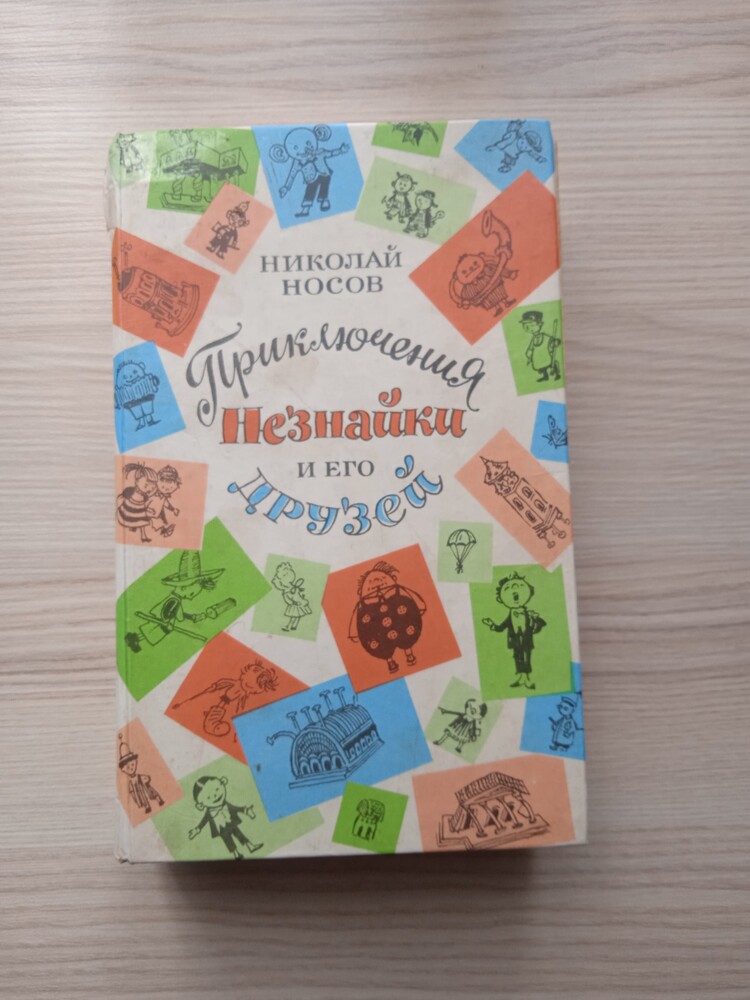 НИКОЛАЙ
НОСОВ
Приключения
Незнайки
И ЕГО
друзей